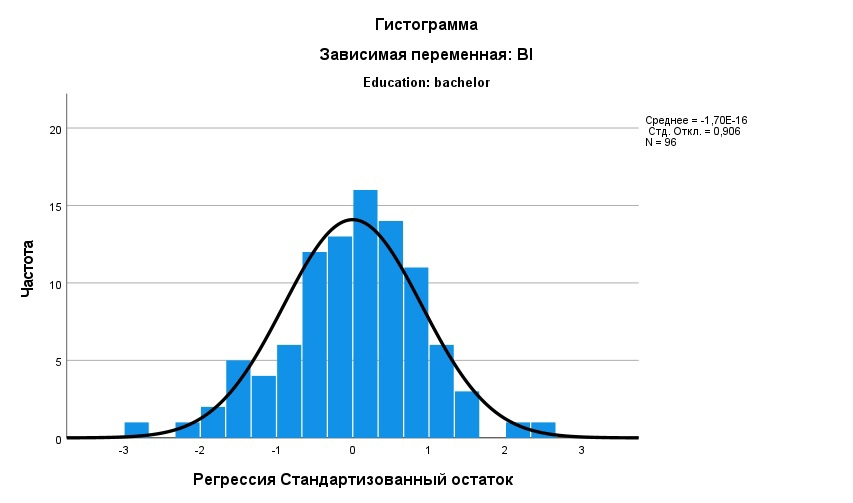 Гистограмма
Зависимая переменная: BI
Education: bachelor
Среднее = -1,70E-16
Стд. Откл. = 0,906
N = 96
20
15
10
5
0
Частота
-3 -2 -1 0 1 2 3
Регрессия Стандартизованный остаток